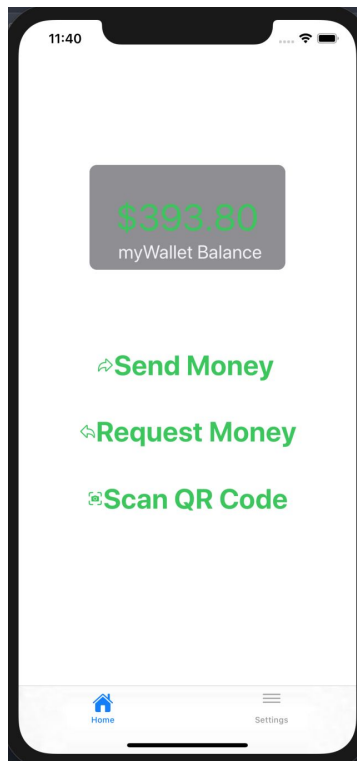 11:40
$393.80
myWallet Balance
Send Money
Request Money
Scan QR Code
Home
Settings